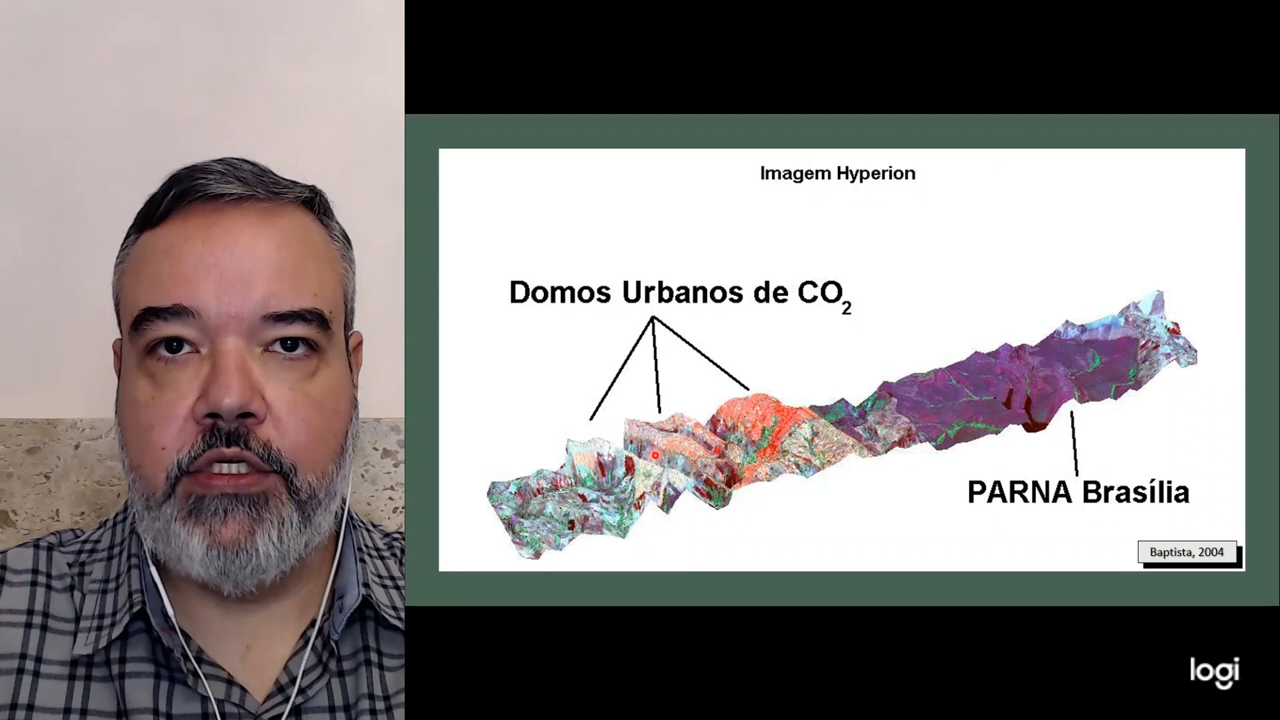 Imagem Hyperion
Domos Urbanos de CO2
PARNA Brasília
Baptista, 2004
logi